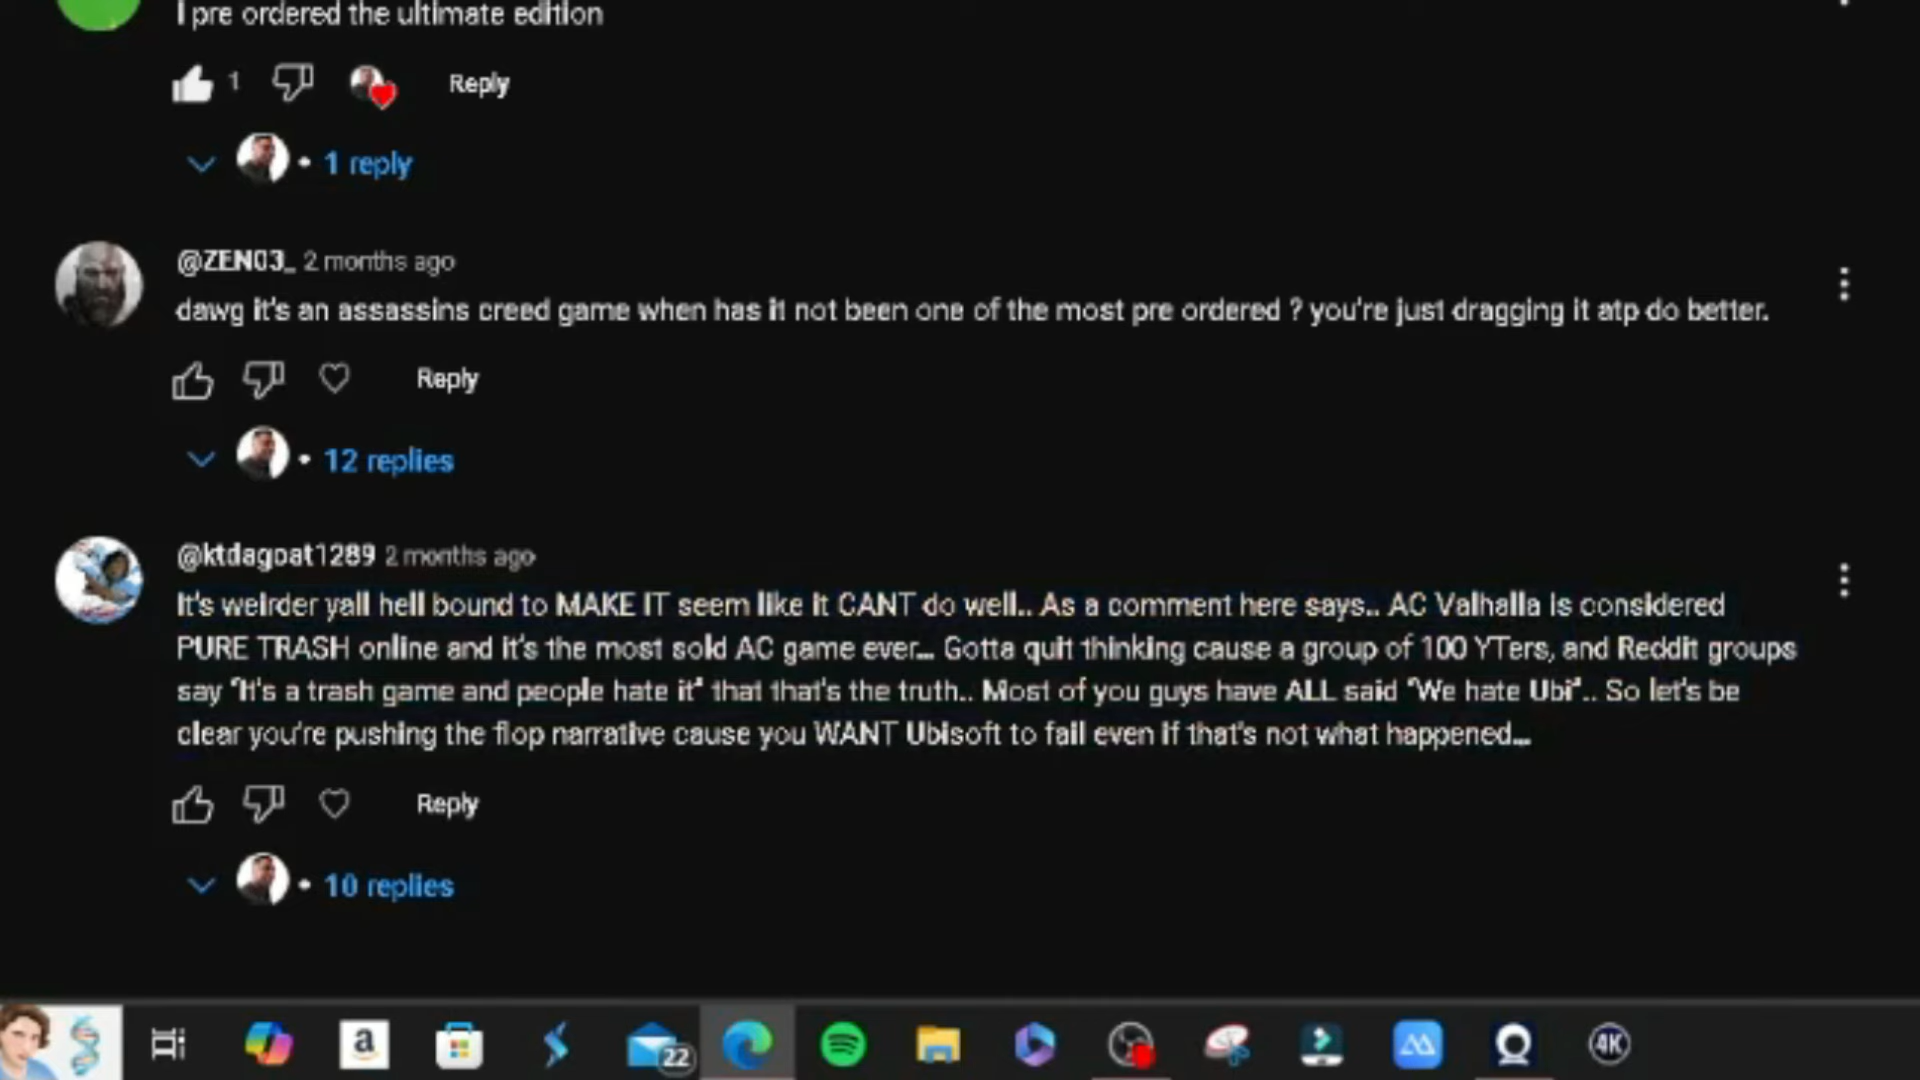 I pre ordered the ultimate edition
1 Reply
1 reply
@ZEN03_ 2 months ago
dawg it's an assassins creed game when has it not been one of the most pre ordered ? you're just dragging it atp do better.
Reply
12 replies
@ktdagoat1289 2 months ago
It's weirder yall hell bound to MAKE IT seem like it CANT do well.. As a comment here says.. AC Valhalla is considered
PURE TRASH online and it's the most sold AC game ever... Gotta quit thinking cause a group of 100 YTers, and Reddit groups
say "It's a trash game and people hate it" that that's the truth.. Most of you guys have ALL said "We hate Ubi".. So let's be
clear you're pushing the flop narrative cause you WANT Ubisoft to fail even if that's not what happened...
Reply
10 replies
a 22 4K